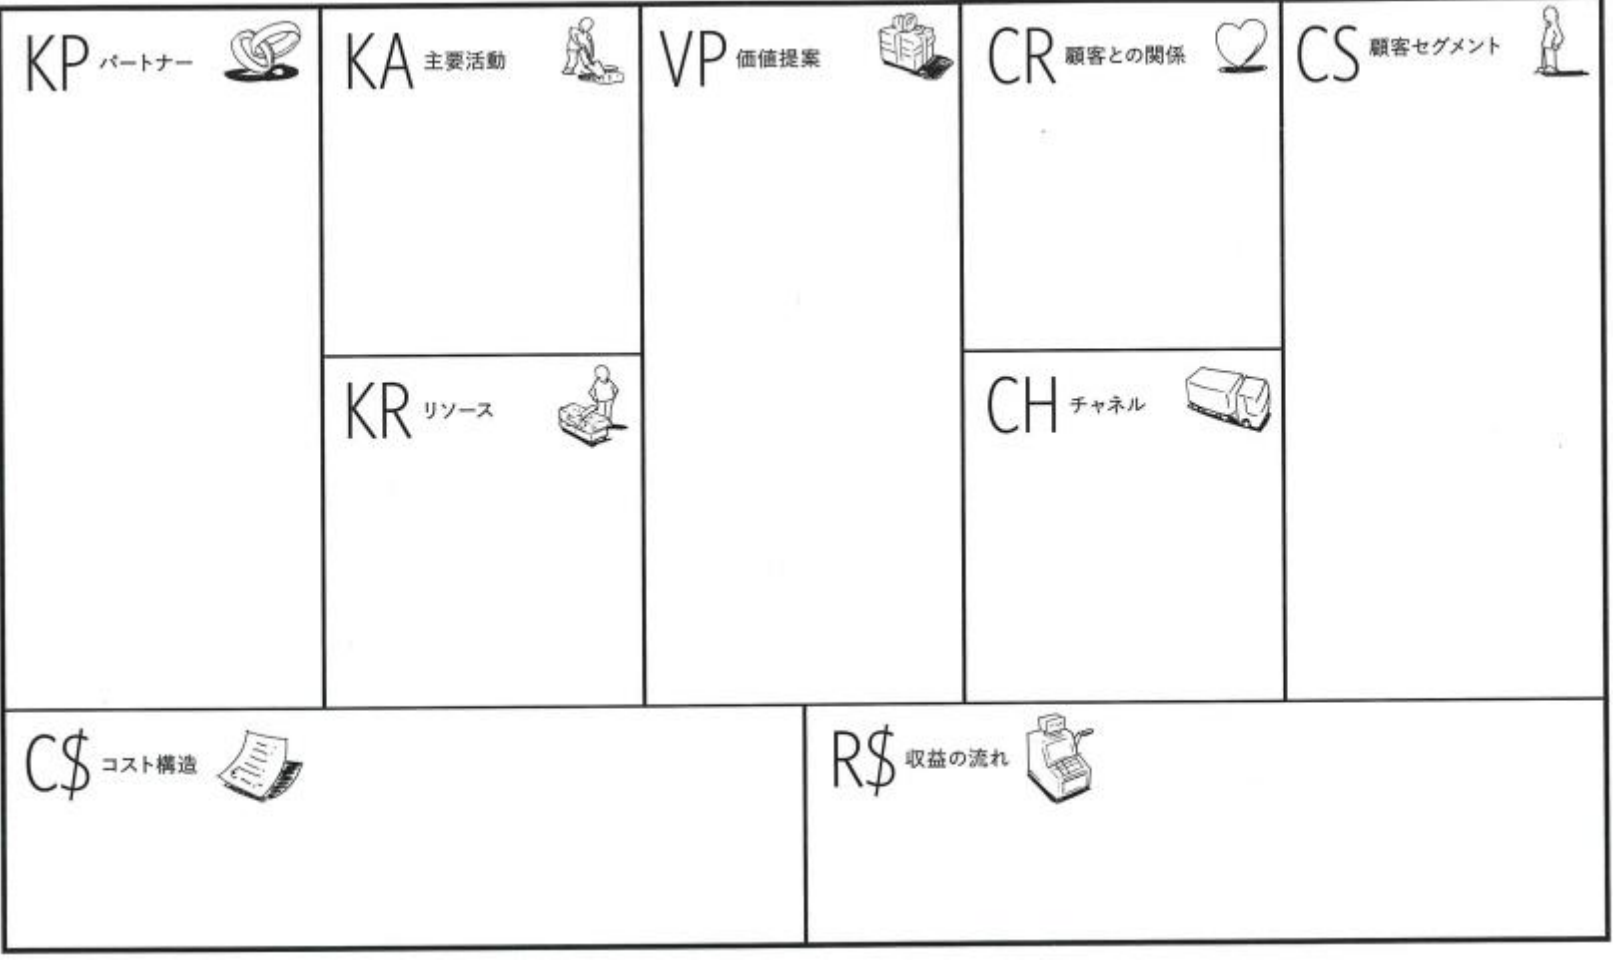 KP パートナー
KA 主要活動
KR リソース
VP 価値提案
CR 顧客との関係
CH チャネル
CS 顧客セグメント
C$ コスト構造
R$ 収益の流れ